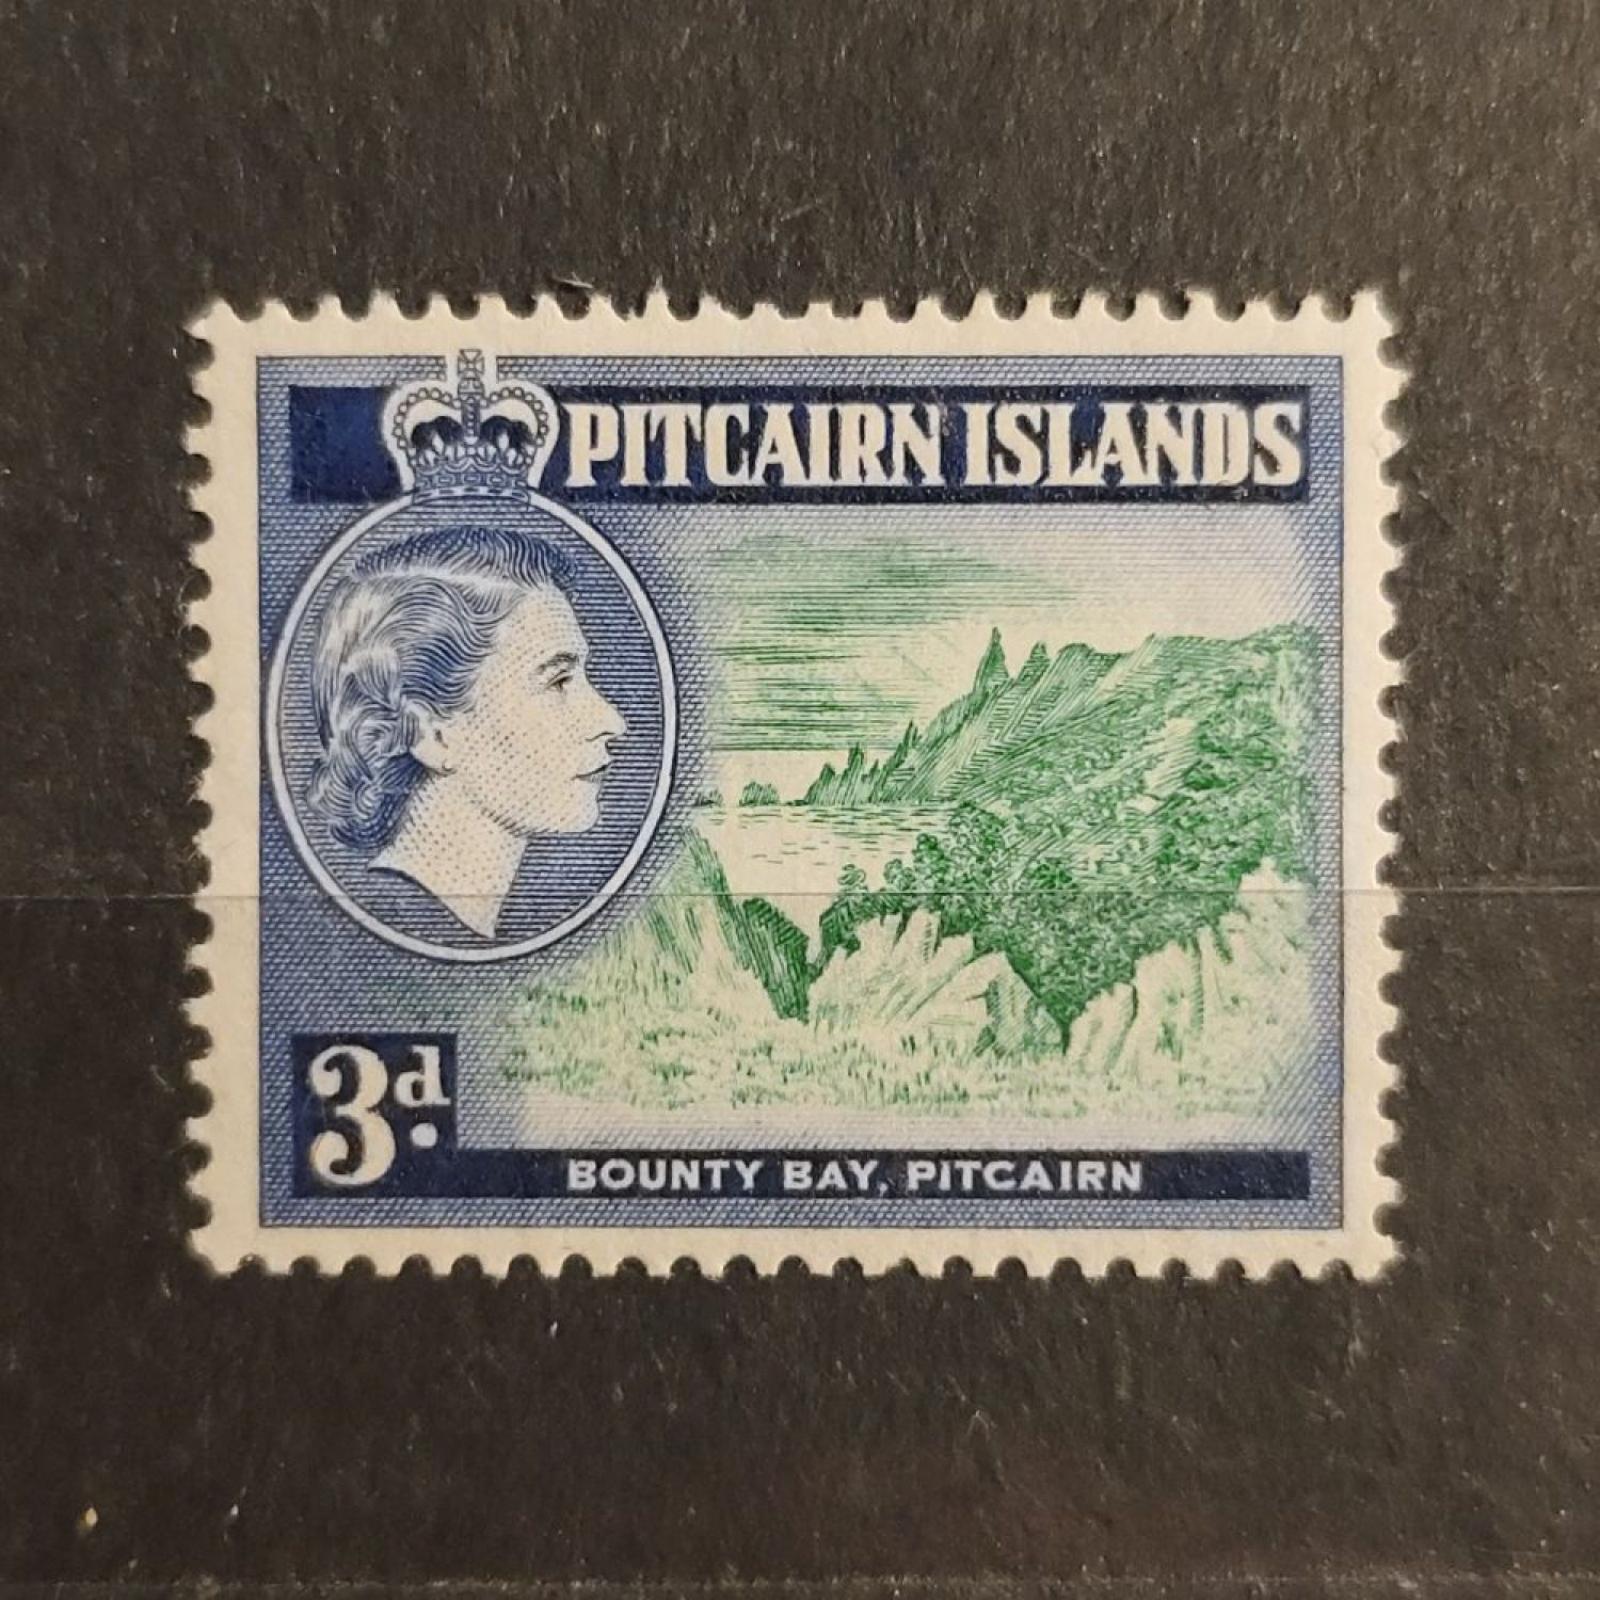 PITCAIRN ISLANDS
3d.
BOUNTY BAY, PITCAIRN